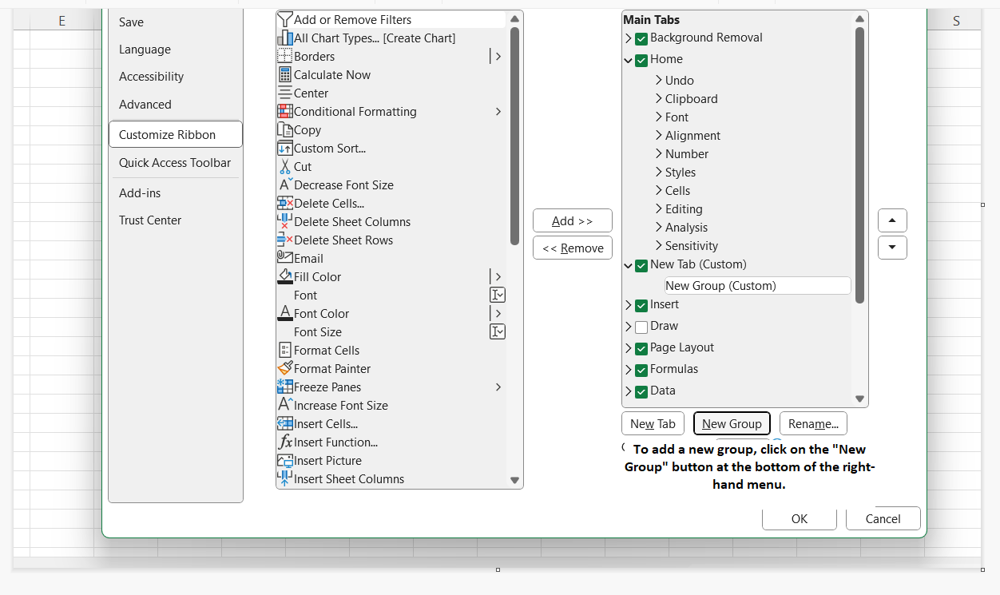 E
S
Save
Language
Accessibility
Advanced
Customize Ribbon
Quick Access Toolbar
Add-ins
Trust Center
Add or Remove Filters
All Chart Types... [Create Chart]
Borders
Calculate Now
Center
Conditional Formatting
Copy
Custom Sort...
Cut
Decrease Font Size
Delete Cells...
Delete Sheet Columns
Delete Sheet Rows
Email
Fill Color
Font
Font Color
Font Size
Format Cells
Format Painter
Freeze Panes
Increase Font Size
Insert Cells...
Insert Function...
Insert Picture
Insert Sheet Columns
Add >>
<< Remove
Main Tabs
Background Removal
Home
Undo
Clipboard
Font
Alignment
Number
Styles
Cells
Editing
Analysis
Sensitivity
New Tab (Custom)
New Group (Custom)
Insert
Draw
Page Layout
Formulas
Data
New Tab
New Group
Rename...
To add a new group, click on the "New
Group" button at the bottom of the right-
hand menu.
OK
Cancel